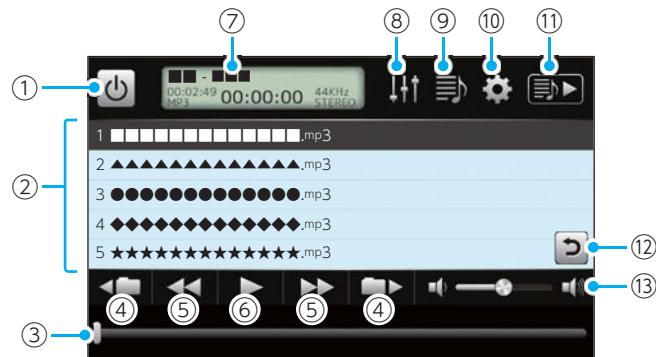 ⑦ ⑧ ⑨ ⑩ ⑪
①
■■ - ■■■
00:02:49 00:00:00 44KHz
MP3 STEREO
②
1 ■■■■■■■■■■■■■.mp3
2 ▲▲▲▲▲▲▲▲▲▲▲▲▲.mp3
3 ●●●●●●●●●●●●●.mp3
4 ◆◆◆◆◆◆◆◆◆◆◆◆◆.mp3
5 ★★★★★★★★★★★★★.mp3
⑫
④ ⑤ ⑥ ⑤ ④ ⑬
③